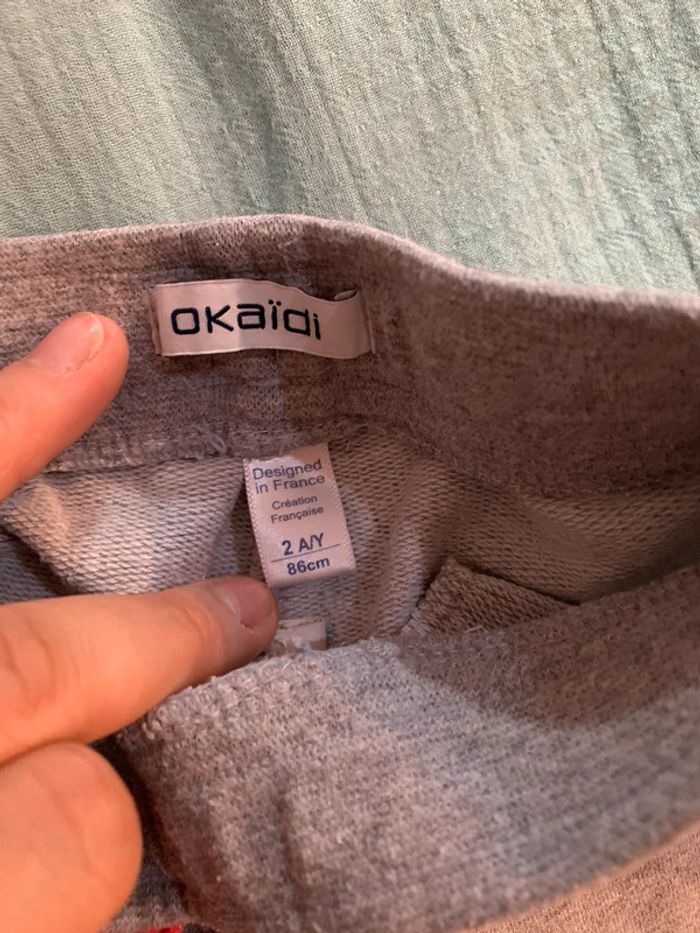 okaïdi
Designed
in France
Création
Française
2 A/Y
86cm